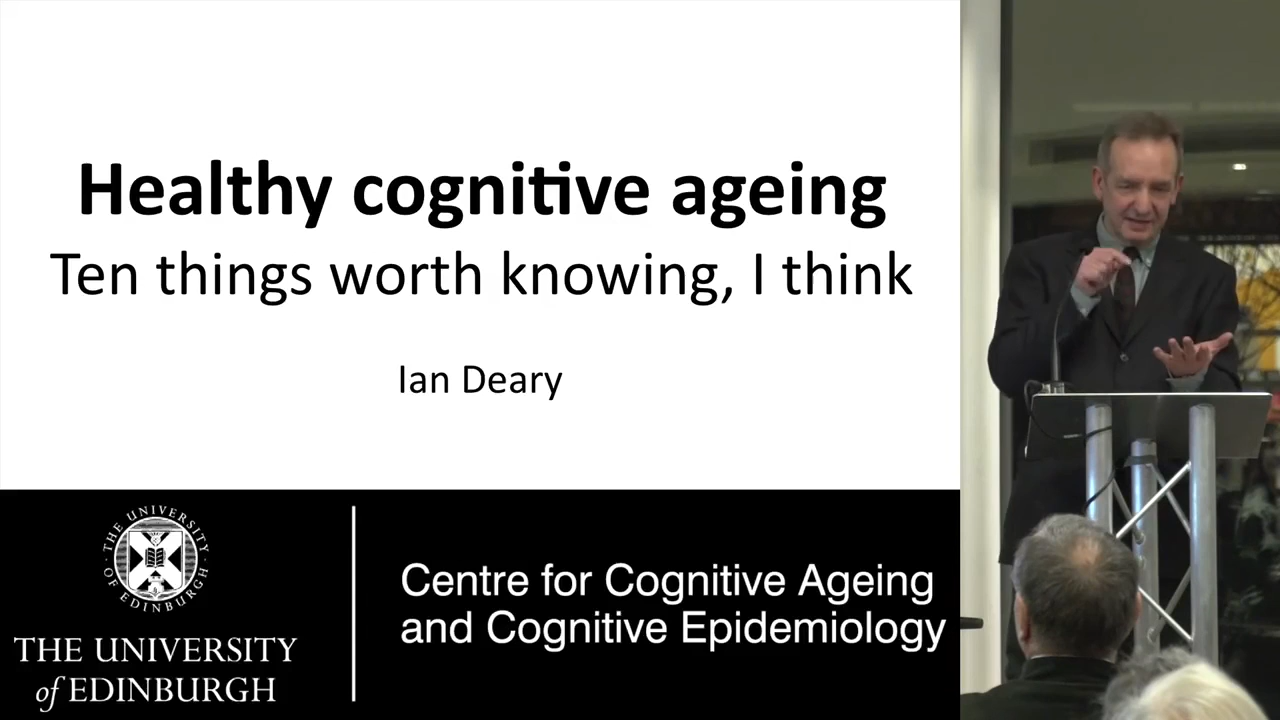 Healthy cognitive ageing
Ten things worth knowing, I think
Ian Deary
THE UNIVERSITY OF EDINBURGH
THE UNIVERSITY
of EDINBURGH
Centre for Cognitive Ageing
and Cognitive Epidemiology